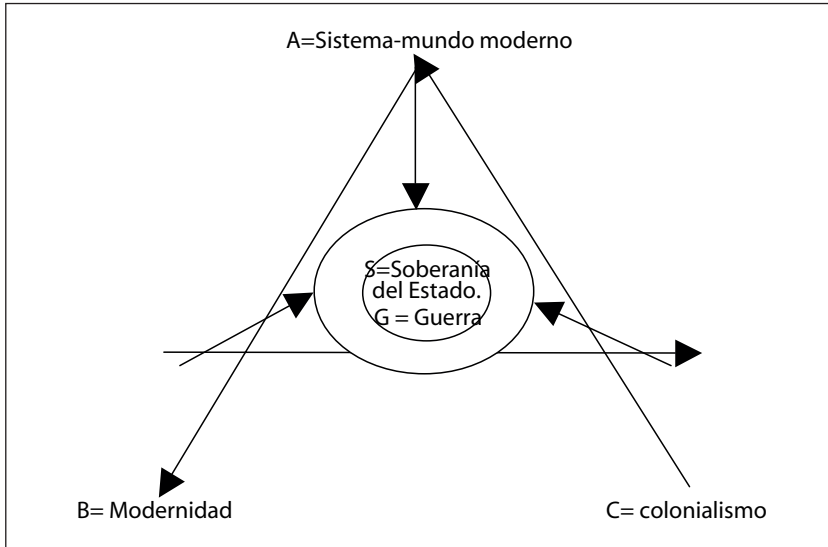 A=Sistema-mundo moderno
S=Soberanía
del Estado.
G = Guerra
B= Modernidad
C= colonialismo